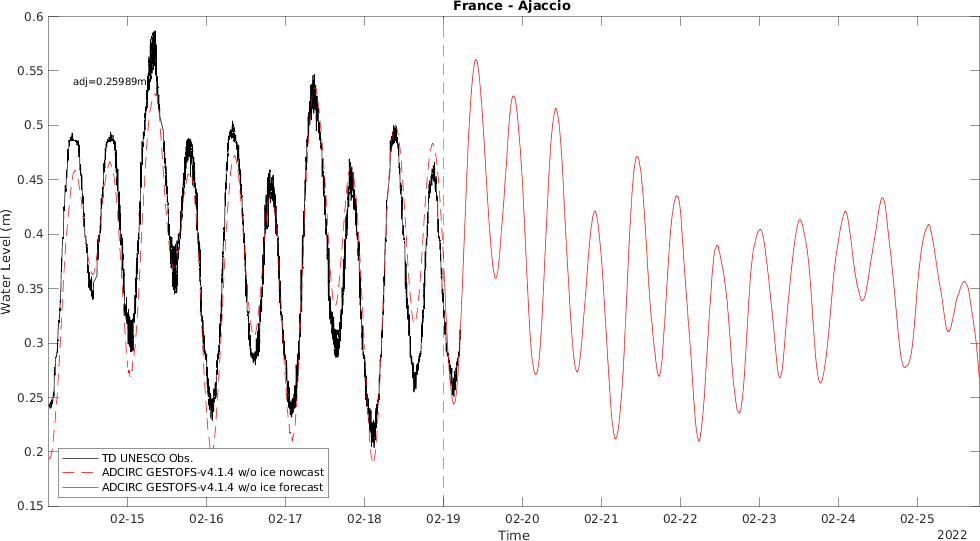 France - Ajaccio
0.6
0.55
0.5
0.45
0.4
0.35
0.3
0.25
0.2
0.15
Water Level (m)
adj=0.25989m
TD UNESCO Obs.
ADCIRC GESTOFS-v4.1.4 w/o ice nowcast
ADCIRC GESTOFS-v4.1.4 w/o ice forecast
02-15 02-16 02-17 02-18 02-19 02-20 02-21 02-22 02-23 02-24 02-25
Time
2022